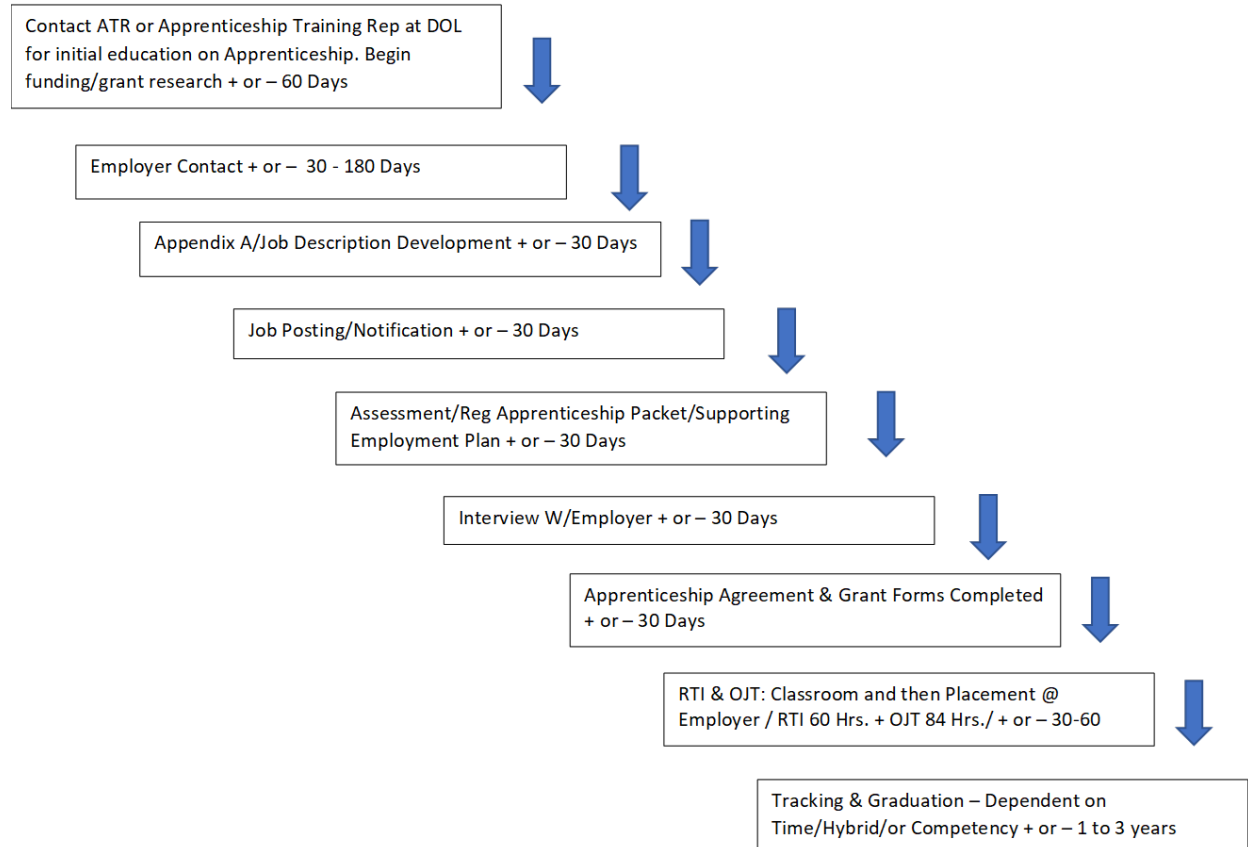 Contact ATR or Apprenticeship Training Rep at DOL
for initial education on Apprenticeship. Begin
funding/grant research + or – 60 Days
Employer Contact + or –  30 - 180 Days
Appendix A/Job Description Development + or – 30 Days
Job Posting/Notification + or – 30 Days
Assessment/Reg Apprenticeship Packet/Supporting
Employment Plan + or – 30 Days
Interview W/Employer + or – 30 Days
Apprenticeship Agreement & Grant Forms Completed
+ or – 30 Days
RTI & OJT: Classroom and then Placement @
Employer / RTI 60 Hrs. + OJT 84 Hrs./ + or – 30-60
Tracking & Graduation – Dependent on
Time/Hybrid/or Competency + or – 1 to 3 years